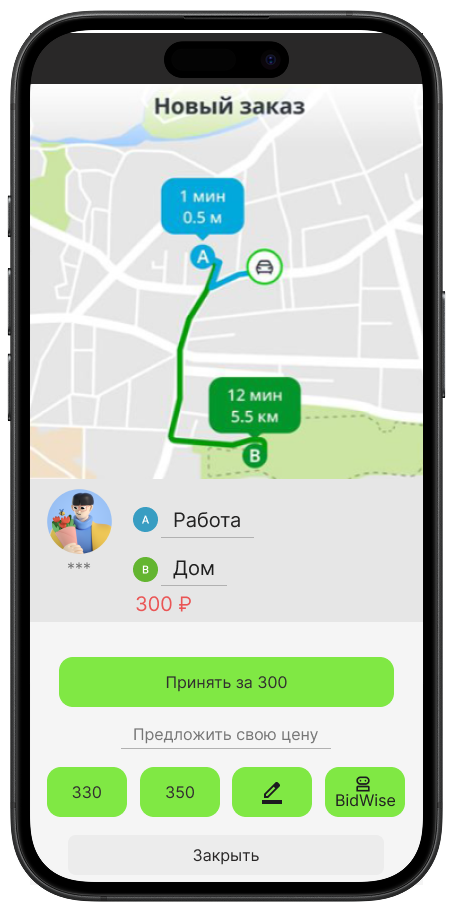 Новый заказ
1 мин
0.5 м
A
12 мин
5.5 км
B
A Работа
***
B Дом
300 ₽
Принять за 300
Предложить свою цену
330 350 BidWise
Закрыть